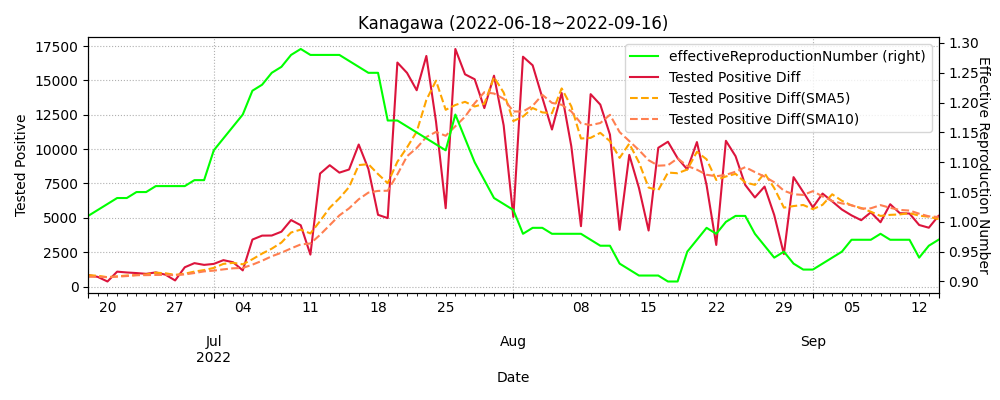 Kanagawa (2022-06-18~2022-09-16)
effectiveReproductionNumber (right)
Tested Positive Diff
Tested Positive Diff(SMA5)
Tested Positive Diff(SMA10)
Tested Positive
17500
15000
12500
10000
7500
5000
2500
0
1.30
1.25
1.20
1.15
1.10
1.05
1.00
0.95
0.90
Effective Reproduction Number
20 27 04 11 18 25 08 15 22 29 05 12
Jul Aug Sep
2022
Date